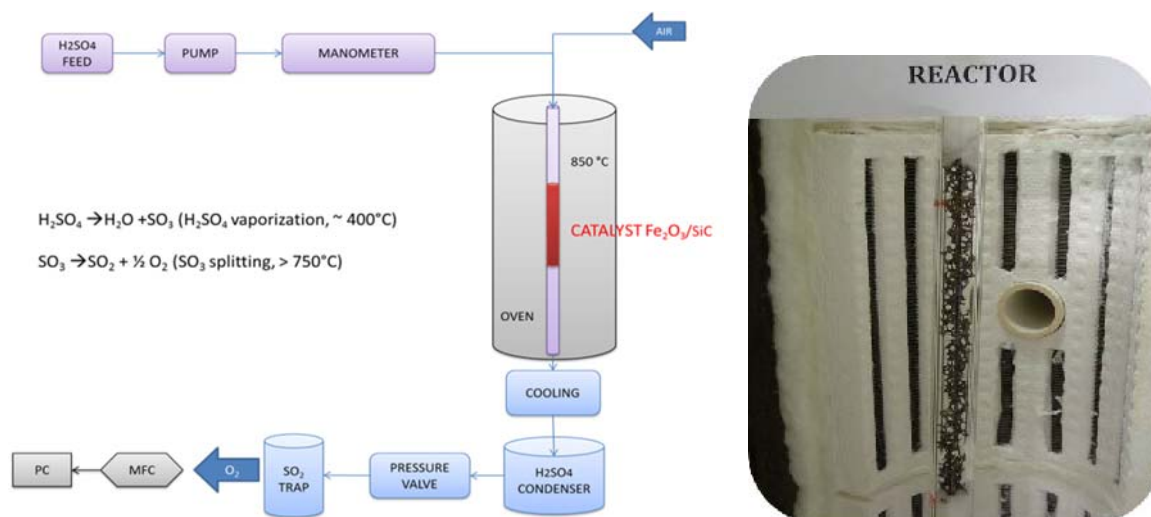 H2SO4 FEED
PUMP
MANOMETER
AIR
REACTOR
850 °C
H₂SO₄ →H₂O +SO₃ (H₂SO₄ vaporization, ~ 400°C)
CATALYST Fe₂O₃/SiC
SO₃ →SO₂ + ½ O₂ (SO₃ splitting, > 750°C)
OVEN
COOLING
PC
MFC
O₂
SO₂ TRAP
PRESSURE VALVE
H2SO4 CONDENSER